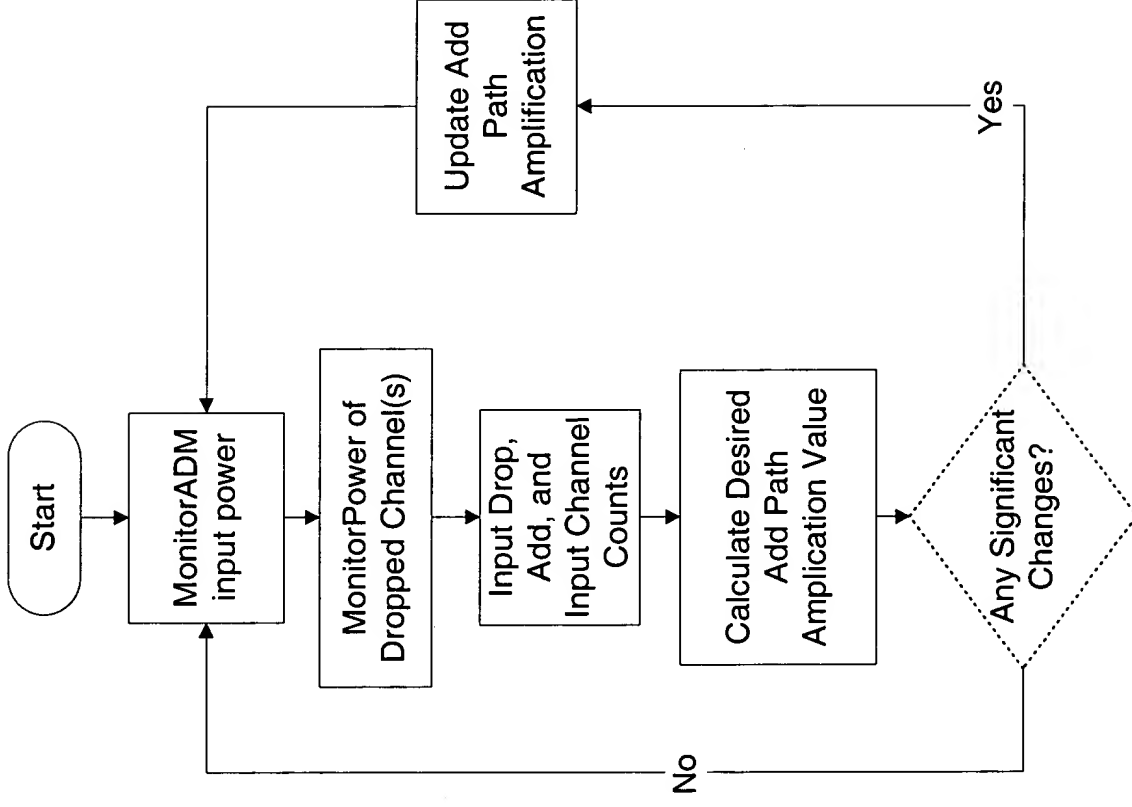 Start
MonitorADM
input power
MonitorPower of
Dropped Channel(s)
Input Drop,
Add, and
Input Channel
Counts
Calculate Desired
Add Path
Amplication Value
Any Significant
Changes?
No
Yes
Update Add
Path
Amplification